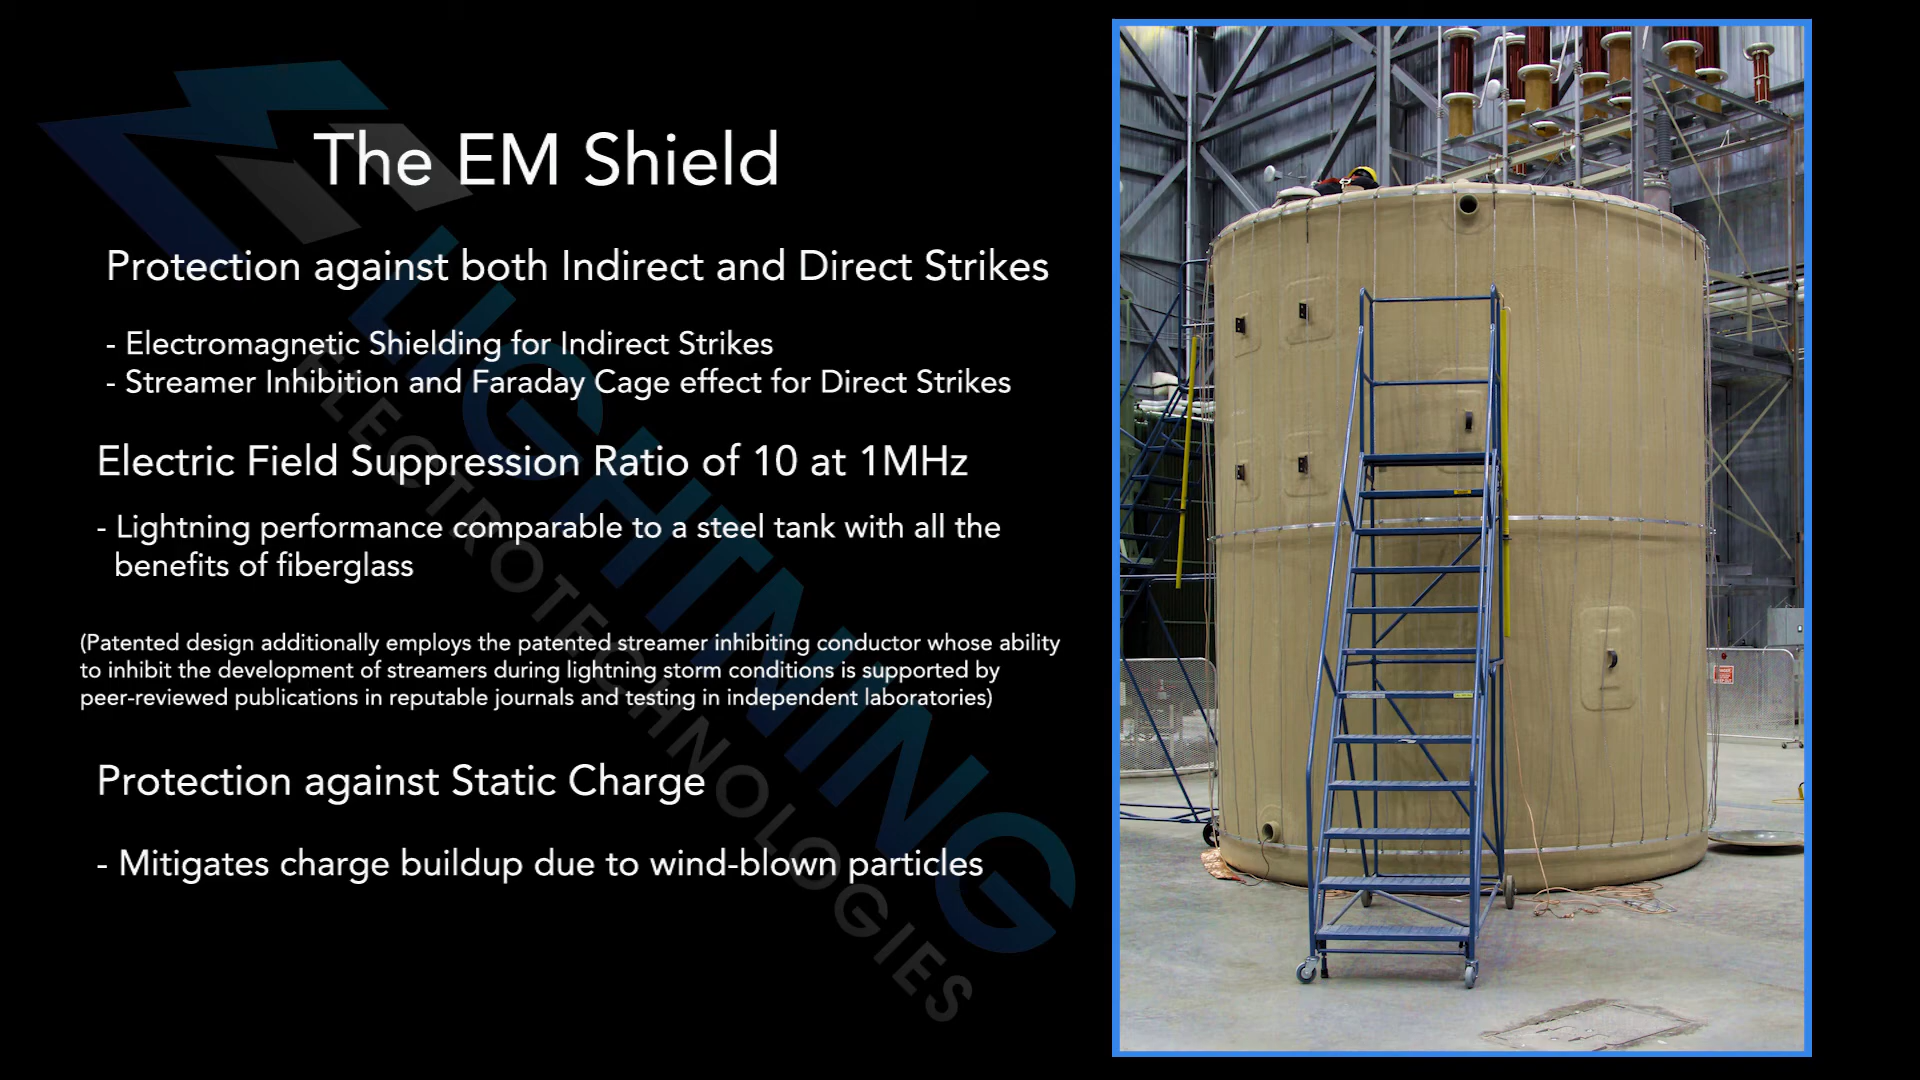 The EM Shield
Protection against both Indirect and Direct Strikes
- Electromagnetic Shielding for Indirect Strikes
- Streamer Inhibition and Faraday Cage effect for Direct Strikes
Electric Field Suppression Ratio of 10 at 1MHz
- Lightning performance comparable to a steel tank with all the
benefits of fiberglass
(Patented design additionally employs the patented streamer inhibiting conductor whose ability
to inhibit the development of streamers during lightning storm conditions is supported by
peer-reviewed publications in reputable journals and testing in independent laboratories)
Protection against Static Charge
- Mitigates charge buildup due to wind-blown particles
LIGHTNING
ELECTROTECHNOLOGIES